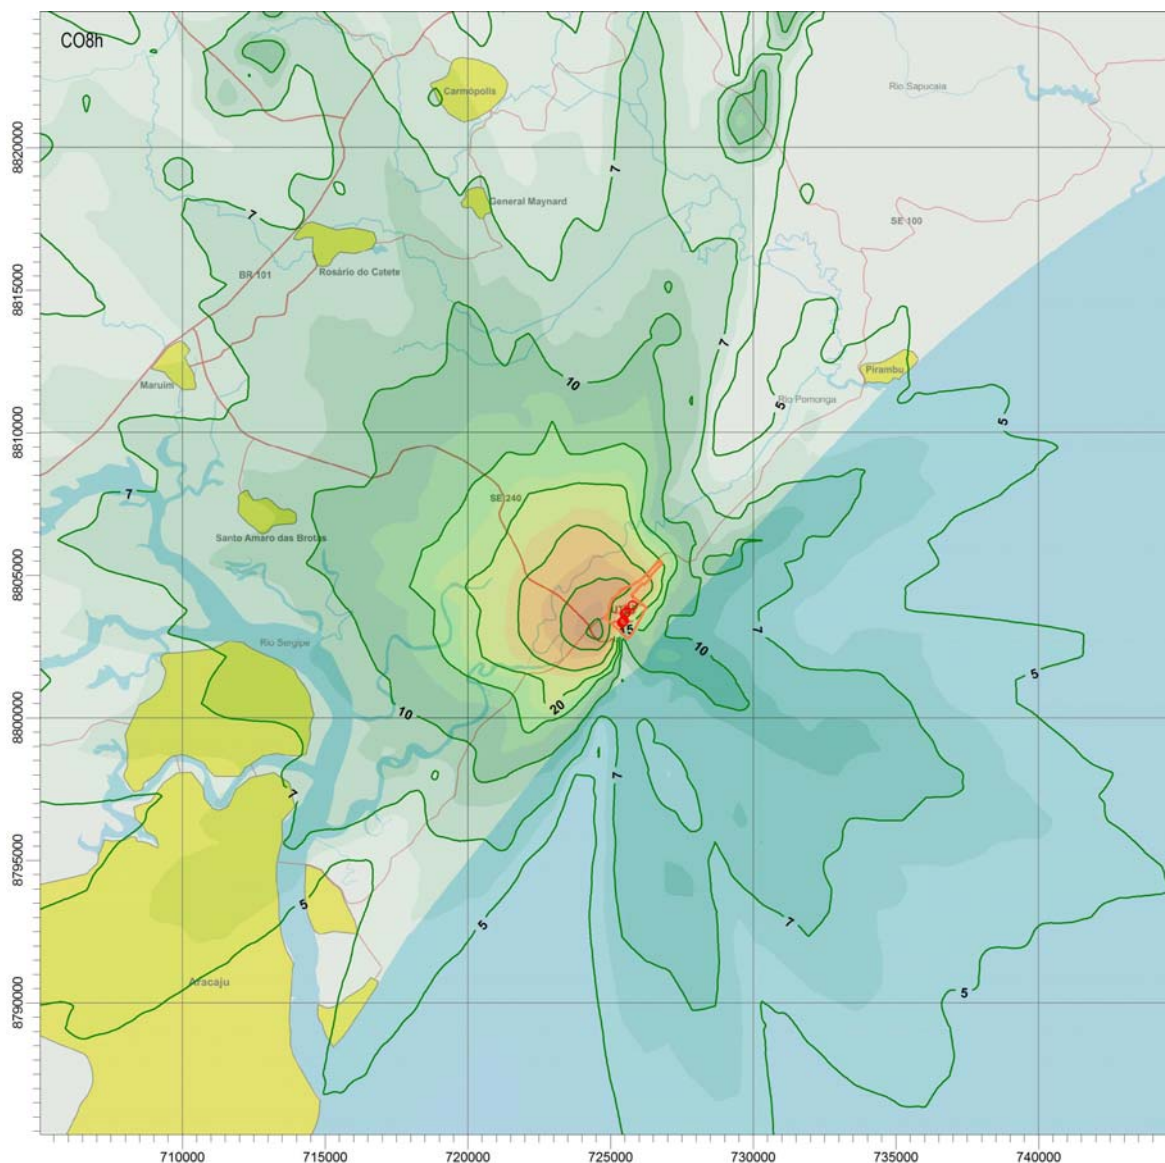 CO8h
Carmópolis
Rio Sapucaia
8820000
7
General Maynard
7
SE 100
Rosário do Catete
BR 101
8815000
7
10
Maruim
Pirambu
Rio Pomonga
5
5
8810000
7
SE 240
Santo Amaro das Brotas
8805000
15
7
Rio Sergipe
10
5
20
10
8800000
7
7
8795000
5
5
7
Aracaju
5
8790000
710000
715000
720000
725000
730000
735000
740000